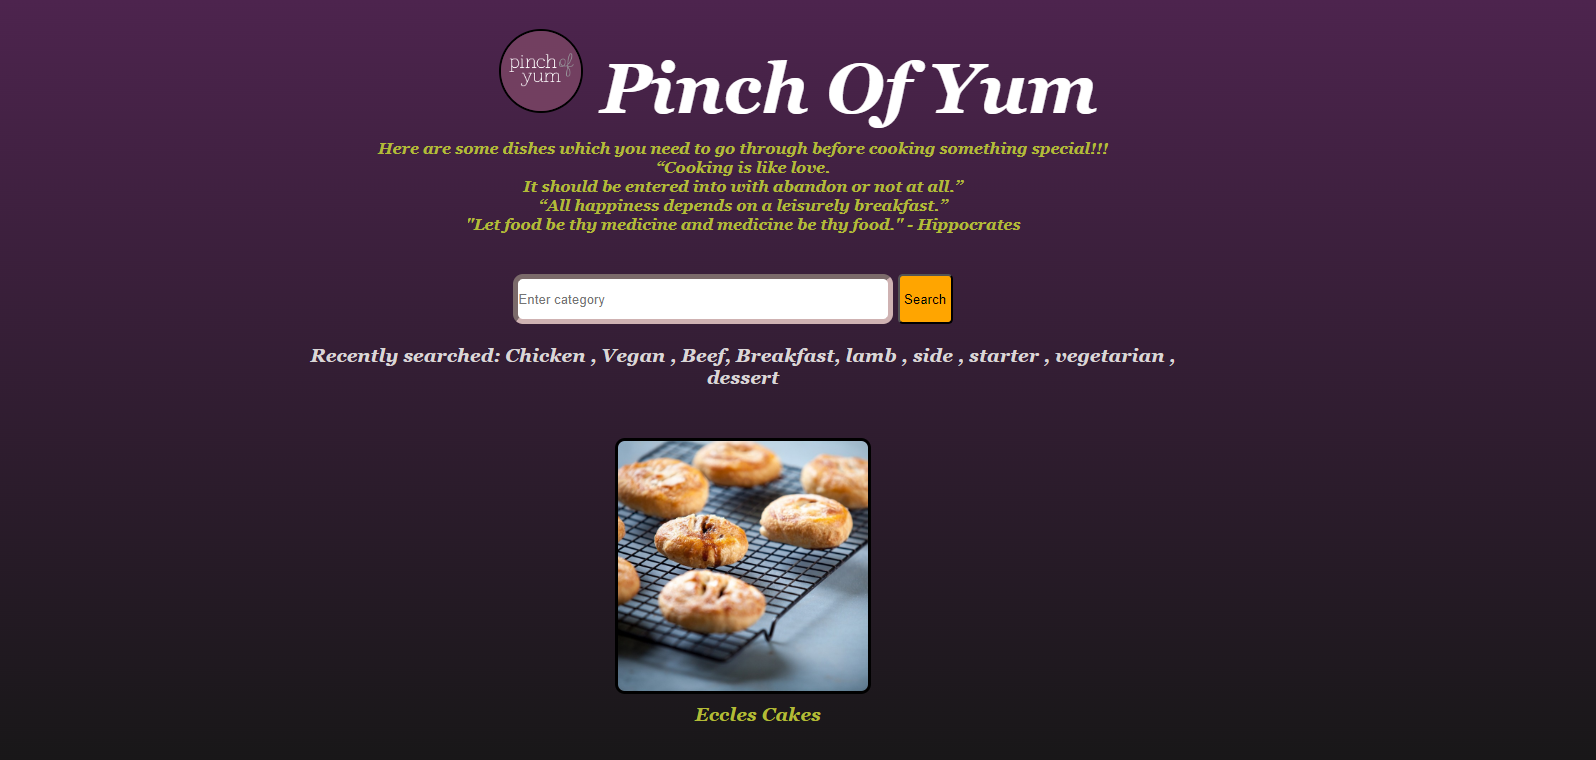 pinch of
yum
Pinch Of Yum
Here are some dishes which you need to go through before cooking something special!!!
“Cooking is like love.
It should be entered into with abandon or not at all.”
“All happiness depends on a leisurely breakfast.”
"Let food be thy medicine and medicine be thy food." - Hippocrates
Enter category
Search
Recently searched: Chicken , Vegan , Beef, Breakfast, lamb , side , starter , vegetarian ,
dessert
Eccles Cakes